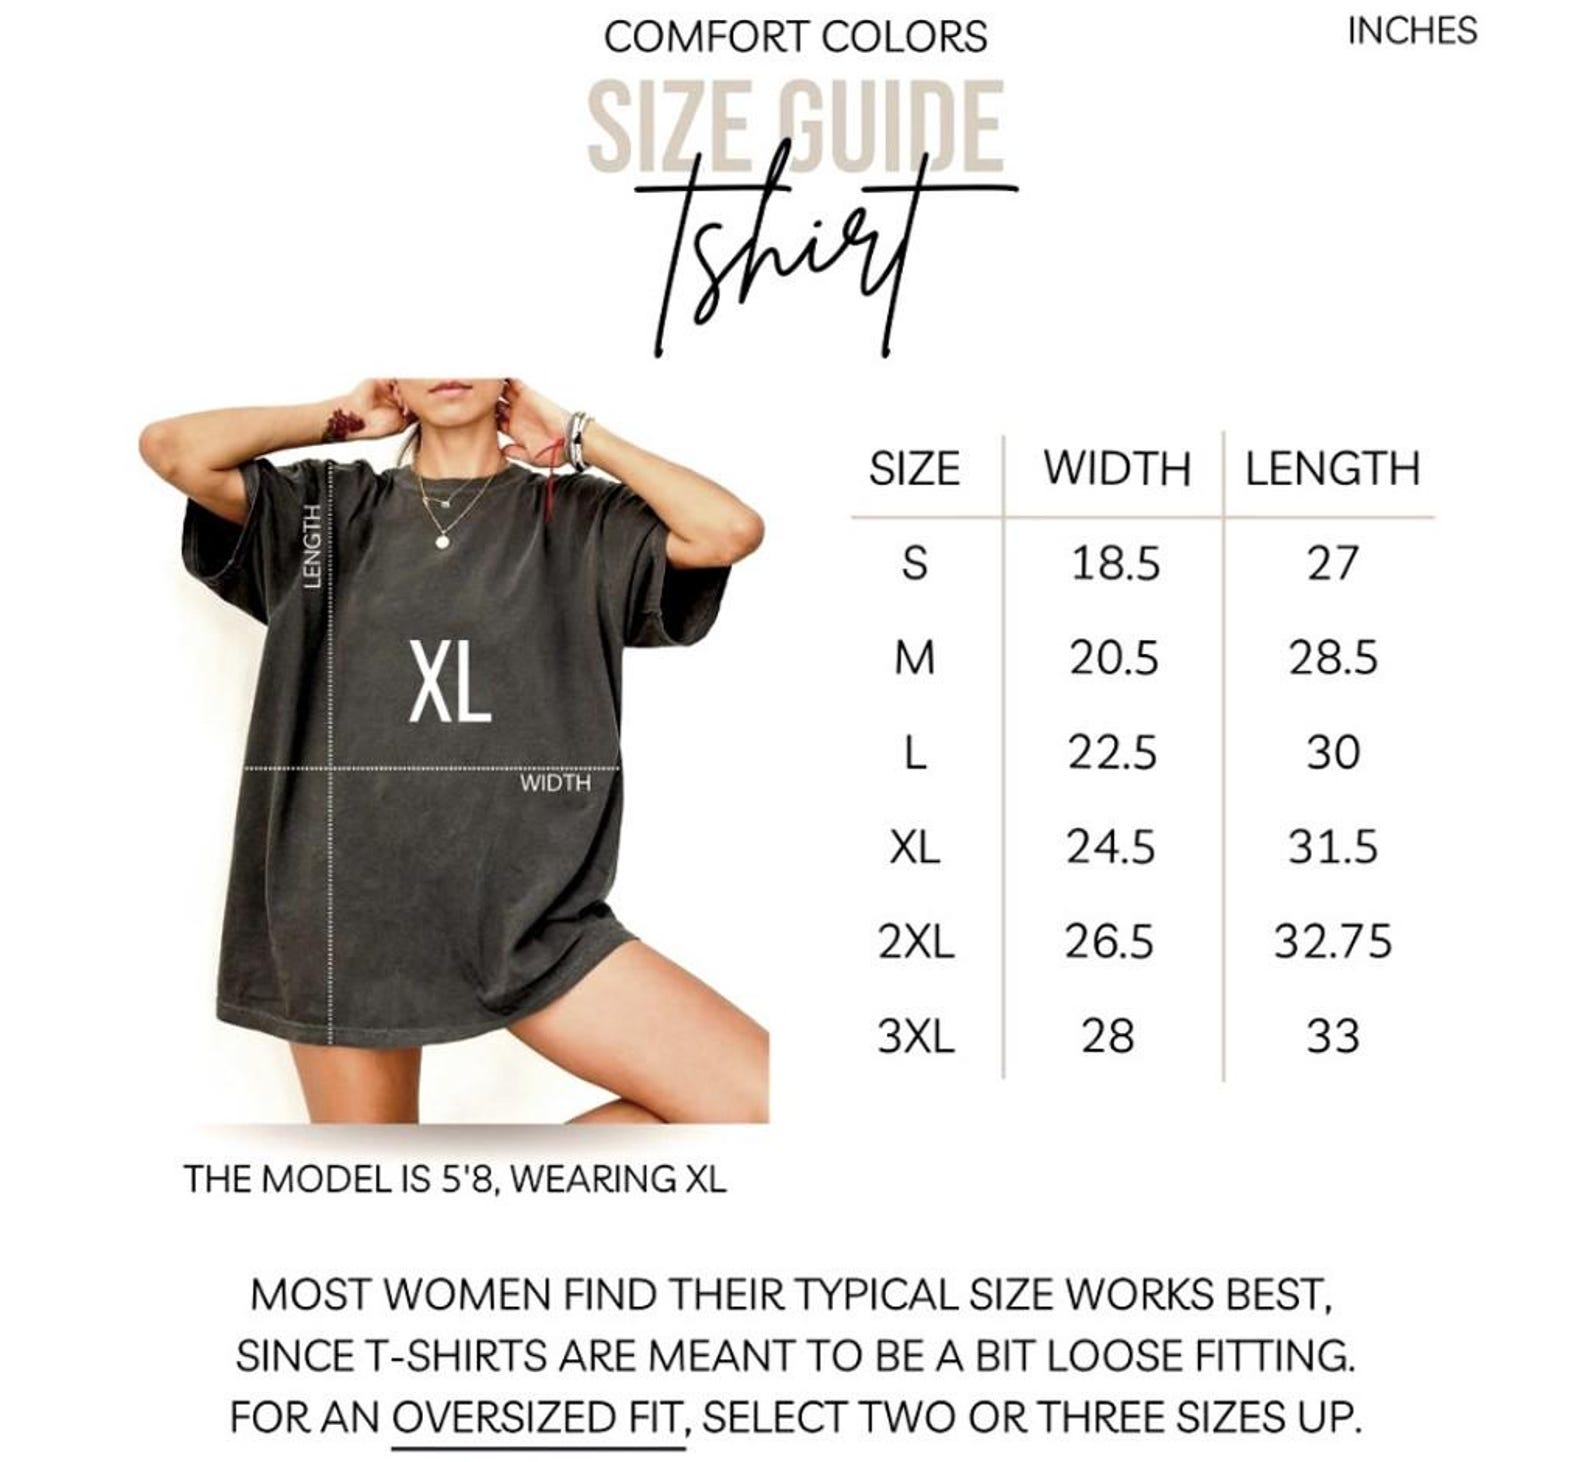 COMFORT COLORS
INCHES
SIZE GUIDE
tshirt
LENGTH
XL
WIDTH
SIZE WIDTH LENGTH
S 18.5 27
M 20.5 28.5
L 22.5 30
XL 24.5 31.5
2XL 26.5 32.75
3XL 28 33
THE MODEL IS 5'8, WEARING XL
MOST WOMEN FIND THEIR TYPICAL SIZE WORKS BEST,
SINCE T-SHIRTS ARE MEANT TO BE A BIT LOOSE FITTING.
FOR AN OVERSIZED FIT, SELECT TWO OR THREE SIZES UP.